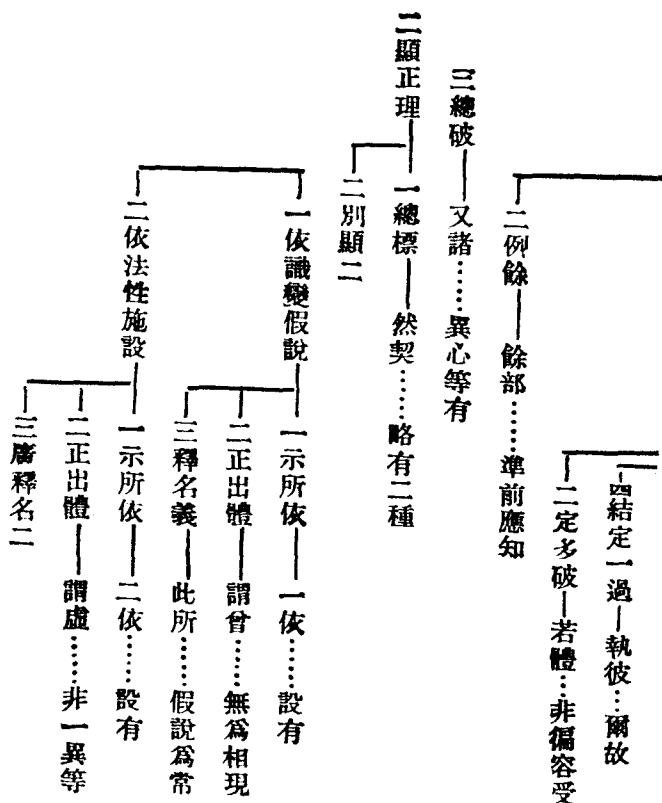 四結定一過—執彼…爾故
二定多破—若體…非偏容受
二例餘——餘部……準前應知
三總破——又諸……異心等有
二顯正理
一總標——然契……略有二種
二別顯二
一依識變假說
一示所依——一依……設有
二正出體——謂曾……無爲相現
三釋名義——此所……假說爲常
二依法性施設
一示所依——二依……設有
二正出體——謂虛……非一異等
三廣釋名二